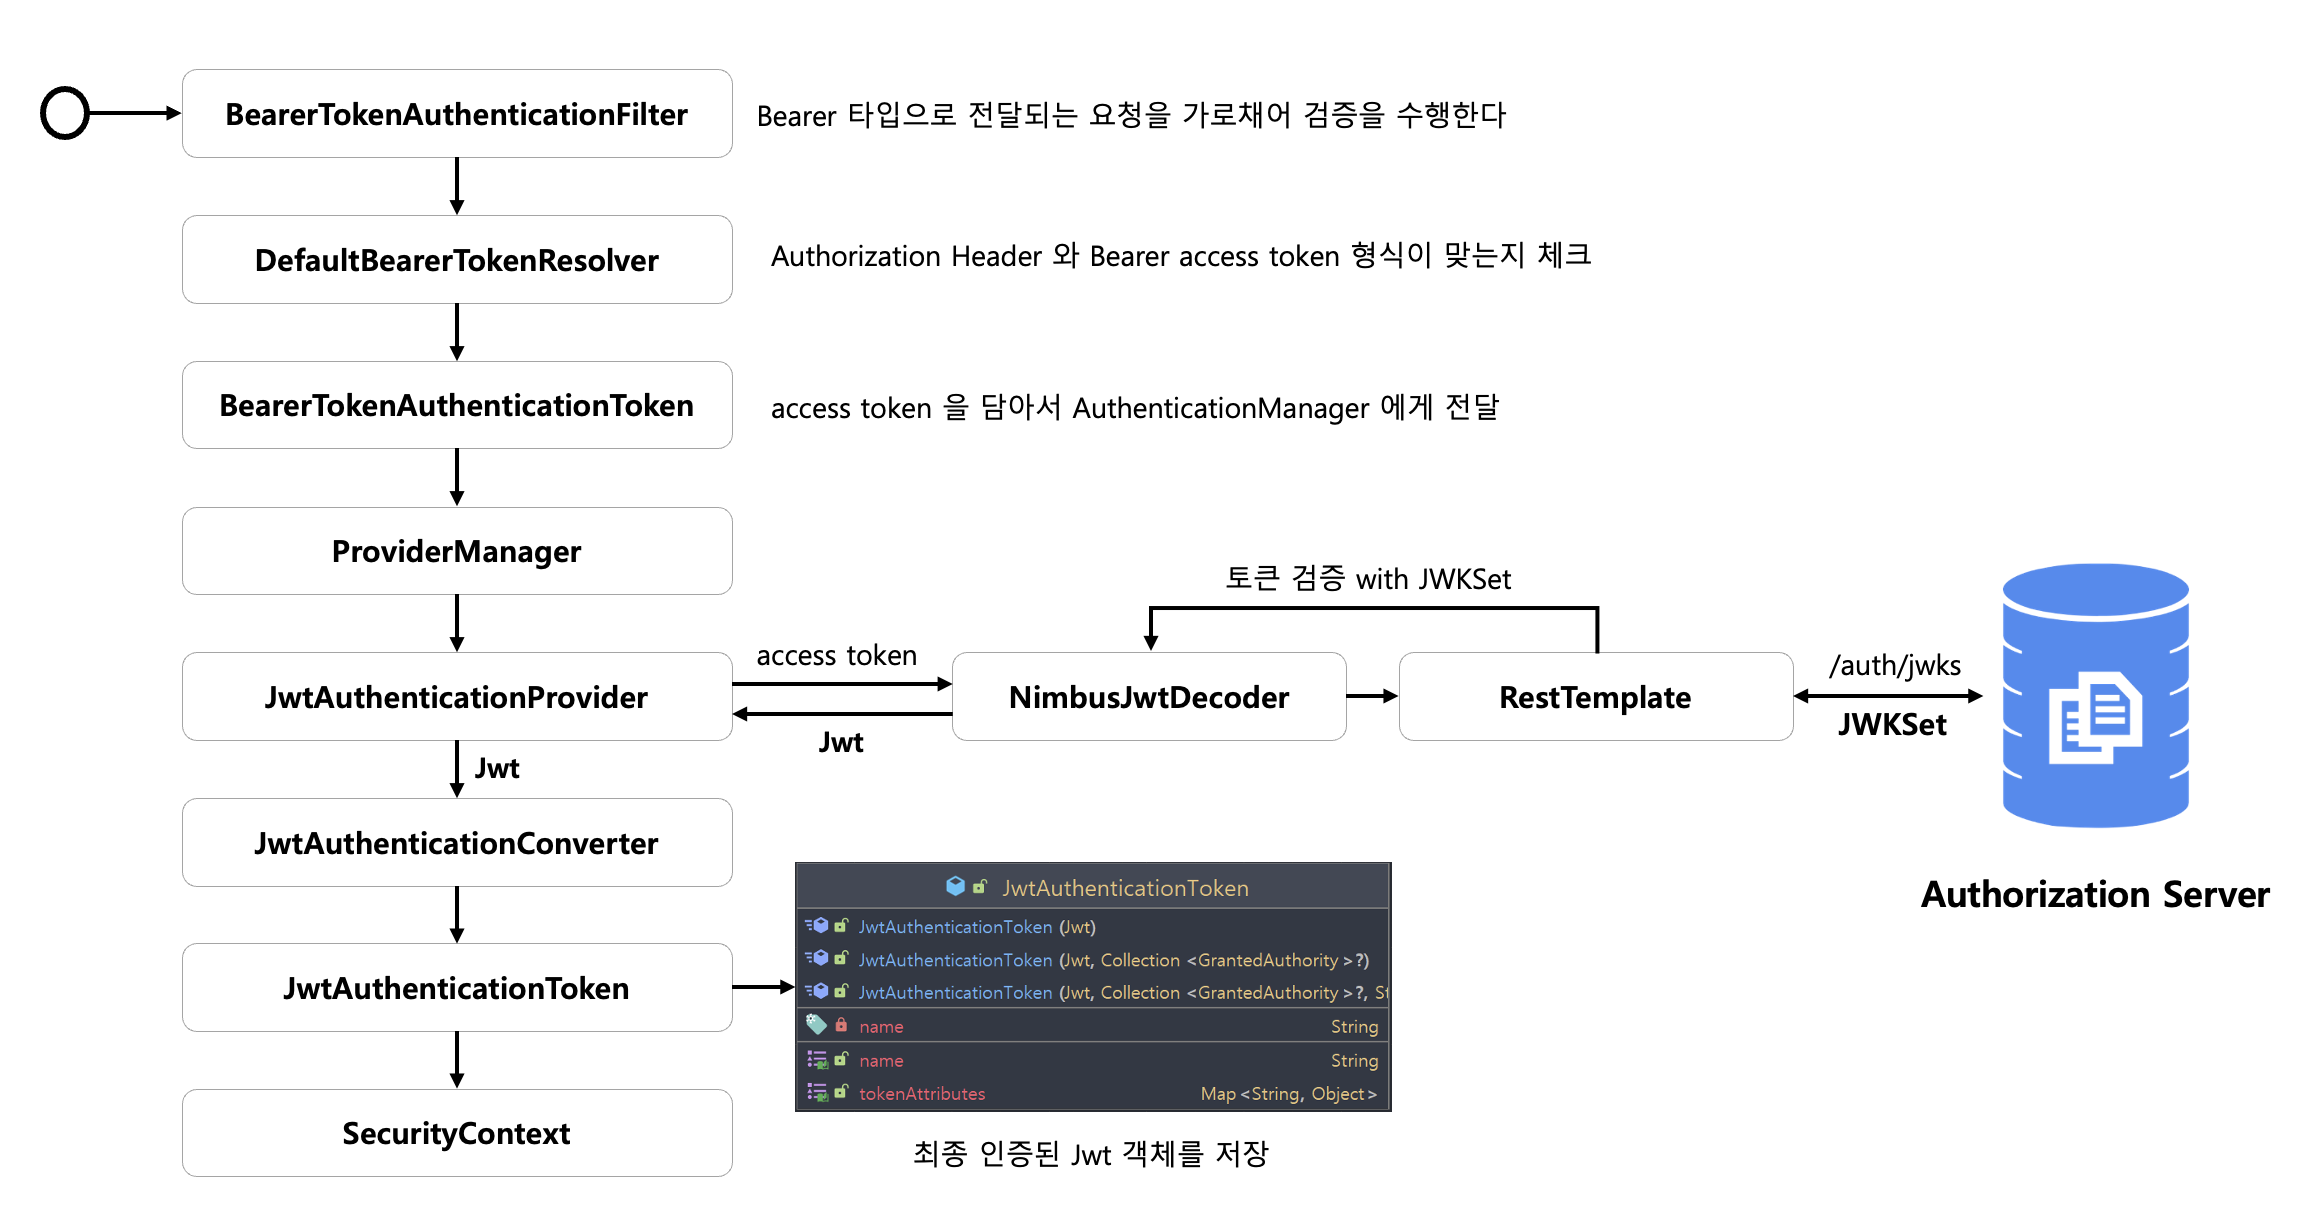 BearerTokenAuthenticationFilter
Bearer 타입으로 전달되는 요청을 가로채어 검증을 수행한다
DefaultBearerTokenResolver
Authorization Header 와 Bearer access token 형식이 맞는지 체크
BearerTokenAuthenticationToken
access token 을 담아서 AuthenticationManager 에게 전달
ProviderManager
토큰 검증 with JWKSet
JwtAuthenticationProvider
access token
Jwt
NimbusJwtDecoder
RestTemplate
/auth/jwks
JWKSet
Authorization Server
Jwt
JwtAuthenticationConverter
JwtAuthenticationToken
JwtAuthenticationToken
JwtAuthenticationToken (Jwt)
JwtAuthenticationToken (Jwt, Collection <GrantedAuthority >?)
JwtAuthenticationToken (Jwt, Collection <GrantedAuthority >?, St
name String
name String
tokenAttributes Map <String, Object >
최종 인증된 Jwt 객체를 저장
SecurityContext